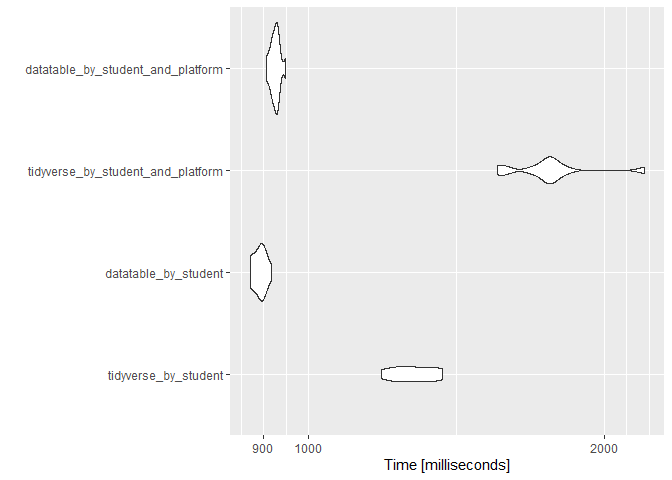 datatable_by_student_and_platform
tidyverse_by_student_and_platform
datatable_by_student
tidyverse_by_student
900 1000 2000
Time [milliseconds]